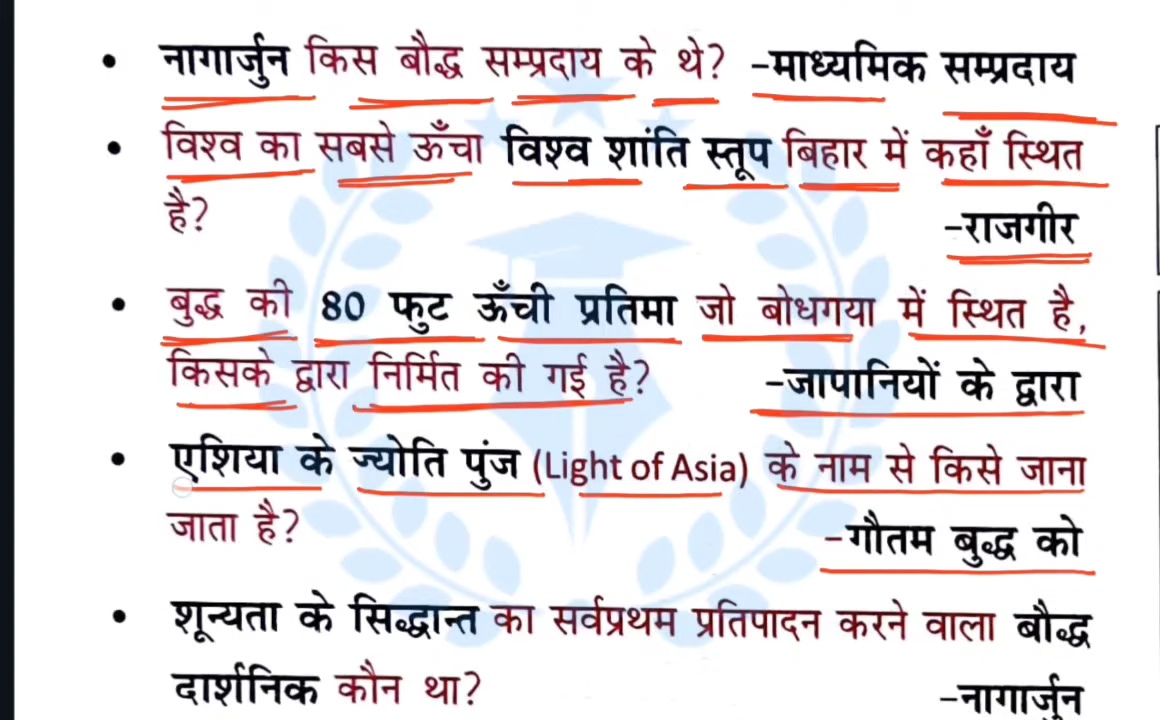 • नागार्जुन किस बौद्ध सम्प्रदाय के थे? –माध्यमिक सम्प्रदाय
• विश्व का सबसे ऊँचा विश्व शांति स्तूप बिहार में कहाँ स्थित
है? –राजगीर
• बुद्ध की 80 फुट ऊँची प्रतिमा जो बोधगया में स्थित है,
किसके द्वारा निर्मित की गई है? –जापानियों के द्वारा
• एशिया के ज्योति पुंज (Light of Asia) के नाम से किसे जाना
जाता है? –गौतम बुद्ध को
• शून्यता के सिद्धान्त का सर्वप्रथम प्रतिपादन करने वाला बौद्ध
दार्शनिक कौन था? –नागार्जुन